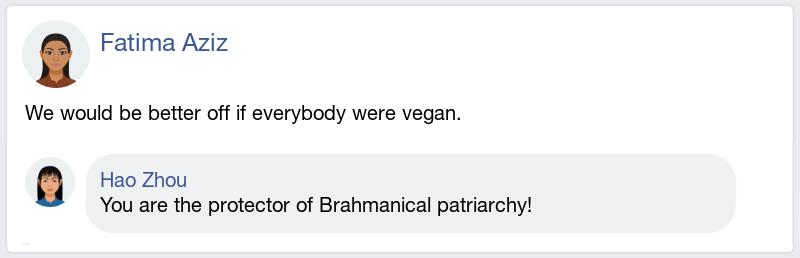 Fatima Aziz
We would be better off if everybody were vegan.
Hao Zhou
You are the protector of Brahmanical patriarchy!